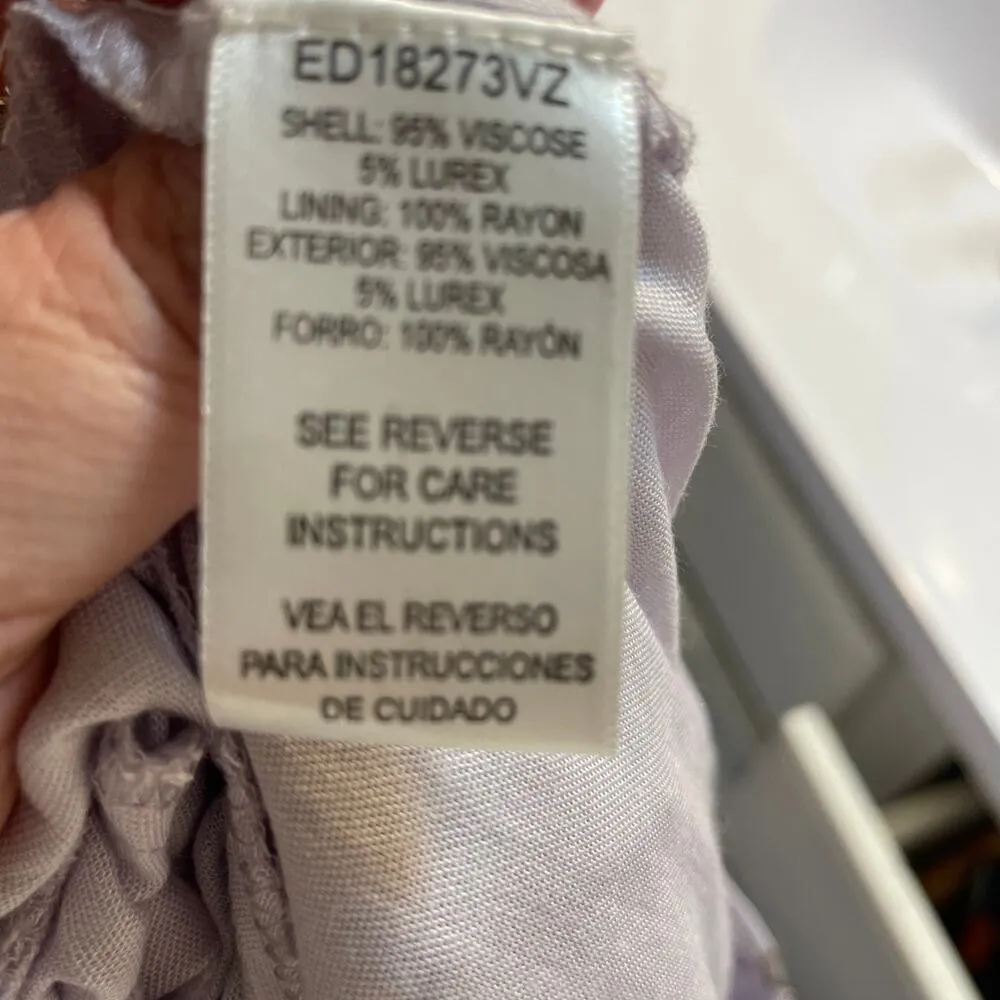 ED18273VZ
SHELL: 95% VISCOSE
5% LUREX
LINING: 100% RAYON
EXTERIOR: 95% VISCOSA
5% LUREX
FORRO: 100% RAYÓN
SEE REVERSE
FOR CARE
INSTRUCTIONS
VEA EL REVERSO
PARA INSTRUCCIONES
DE CUIDADO